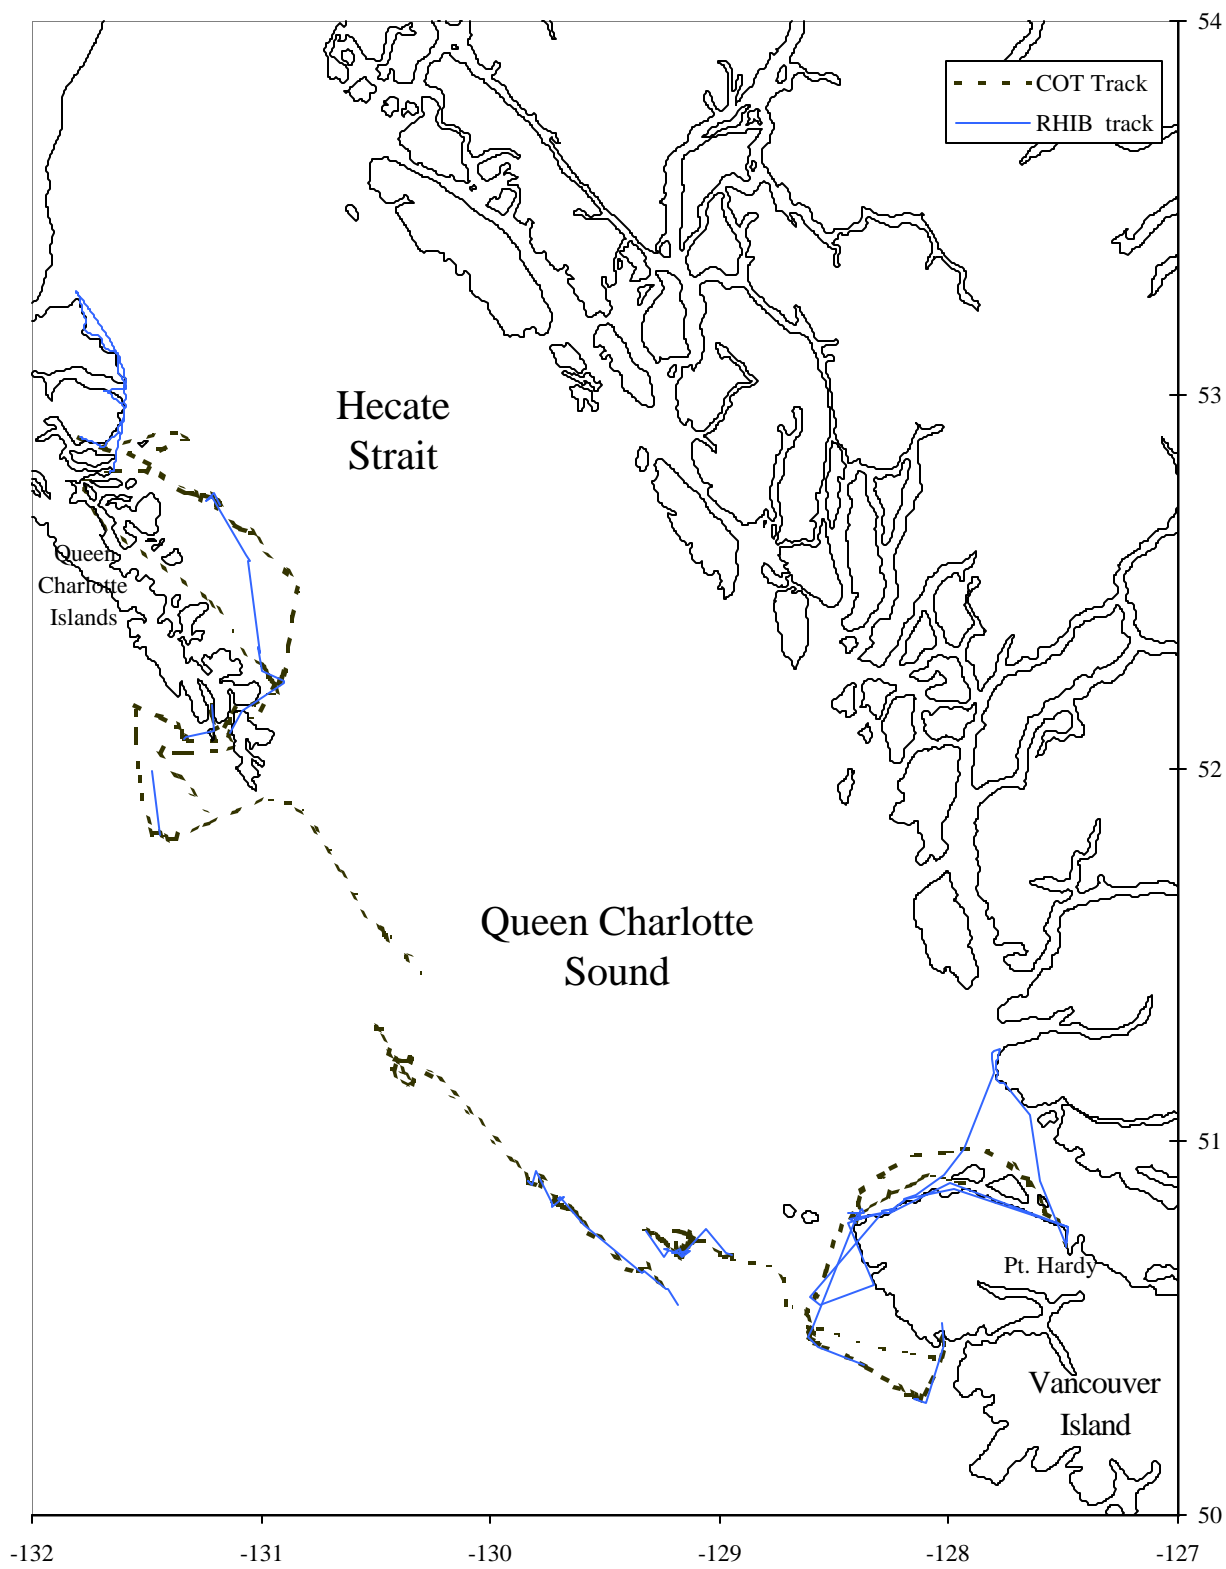 54
COT Track
RHIB track
Hecate
Strait
53
Queen
Charlotte
Islands
52
Queen Charlotte
Sound
51
Pt. Hardy
Vancouver
Island
50
-132
-131
-130
-129
-128
-127